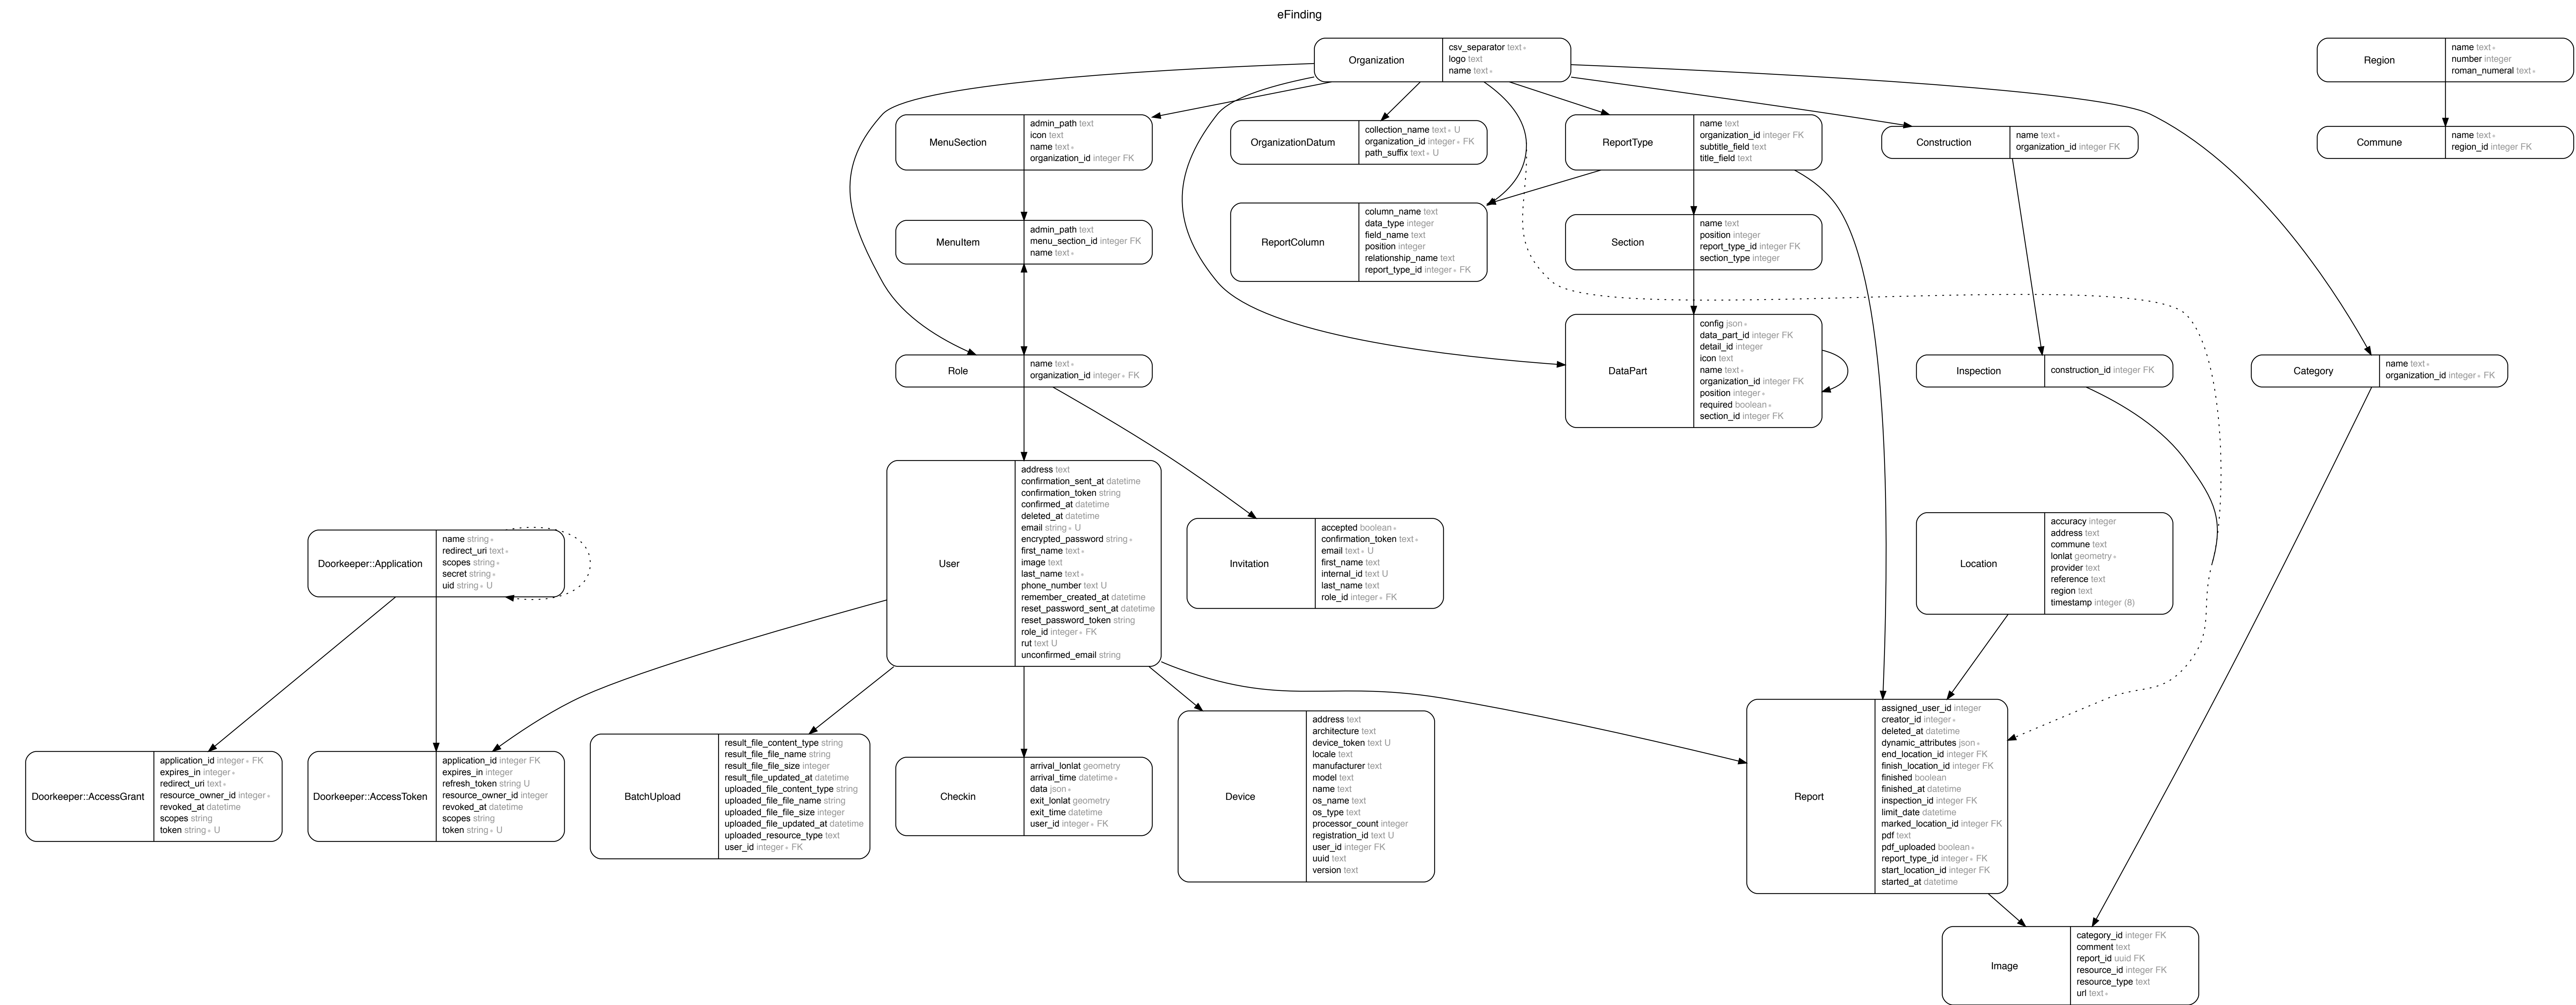 eFinding
Organization
csv_separator text∗
logo text
name text∗
Region
name text∗
number integer
roman_numeral text∗
MenuSection
admin_path text
icon text
name text∗
organization_id integer FK
OrganizationDatum
collection_name text∗ U
organization_id integer∗ FK
path_suffix text∗ U
ReportType
name text
organization_id integer FK
subtitle_field text
title_field text
Construction
name text∗
organization_id integer FK
Commune
name text∗
region_id integer FK
MenuItem
admin_path text
menu_section_id integer FK
name text∗
ReportColumn
column_name text
data_type integer
field_name text
position integer
relationship_name text
report_type_id integer∗ FK
Section
name text
position integer
report_type_id integer FK
section_type integer
Role
name text∗
organization_id integer∗ FK
DataPart
config json∗
data_part_id integer FK
detail_id integer
icon text
name text∗
organization_id integer FK
position integer∗
required boolean∗
section_id integer FK
Inspection
construction_id integer FK
Category
name text∗
organization_id integer∗ FK
Doorkeeper::Application
name string∗
redirect_uri text∗
scopes string∗
secret string∗
uid string∗ U
User
address text
confirmation_sent_at datetime
confirmation_token string
confirmed_at datetime
deleted_at datetime
email string∗ U
encrypted_password string∗
first_name text∗
image text
last_name text∗
phone_number text U
remember_created_at datetime
reset_password_sent_at datetime
reset_password_token string
role_id integer∗ FK
rut text U
unconfirmed_email string
Invitation
accepted boolean∗
confirmation_token text∗
email text∗ U
first_name text
internal_id text U
last_name text
role_id integer∗ FK
Location
accuracy integer
address text
commune text
lonlat geometry∗
provider text
reference text
region text
timestamp integer (8)
Doorkeeper::AccessGrant
application_id integer∗ FK
expires_in integer∗
redirect_uri text∗
resource_owner_id integer∗
revoked_at datetime
scopes string
token string∗ U
Doorkeeper::AccessToken
application_id integer FK
expires_in integer
refresh_token string U
resource_owner_id integer
revoked_at datetime
scopes string
token string∗ U
BatchUpload
result_file_content_type string
result_file_file_name string
result_file_file_size integer
result_file_updated_at datetime
uploaded_file_content_type string
uploaded_file_file_name string
uploaded_file_file_size integer
uploaded_file_updated_at datetime
uploaded_resource_type text
user_id integer∗ FK
Checkin
arrival_lonlat geometry
arrival_time datetime∗
data json∗
exit_lonlat geometry
exit_time datetime
user_id integer∗ FK
Device
address text
architecture text
device_token text U
locale text
manufacturer text
model text
name text
os_name text
os_type text
processor_count integer
registration_id text U
user_id integer FK
uuid text
version text
Report
assigned_user_id integer
creator_id integer∗
deleted_at datetime
dynamic_attributes json∗
end_location_id integer FK
finish_location_id integer FK
finished boolean
finished_at datetime
inspection_id integer FK
limit_date datetime
marked_location_id integer FK
pdf text
pdf_uploaded boolean∗
report_type_id integer∗ FK
start_location_id integer FK
started_at datetime
Image
category_id integer FK
comment text
report_id uuid FK
resource_id integer FK
resource_type text
url text∗